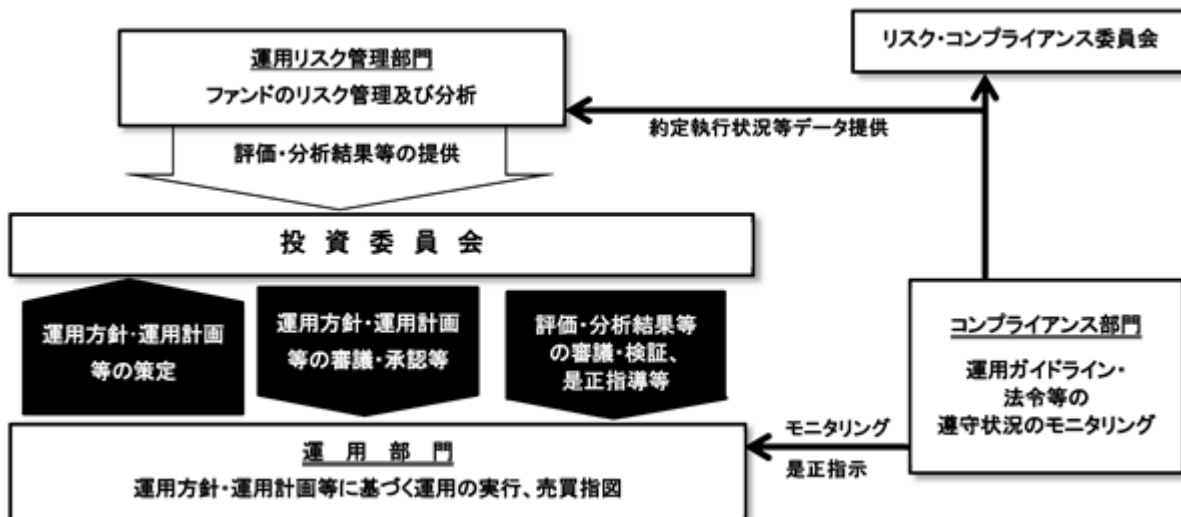 運用リスク管理部門
ファンドのリスク管理及び分析
リスク・コンプライアンス委員会
約定執行状況等データ提供
評価・分析結果等の提供
投資委員会
運用方針・運用計画
等の策定
運用方針・運用計画
等の審議・承認等
評価・分析結果等
の審議・検証、
是正指導等
コンプライアンス部門
運用ガイドライン・
法令等の
遵守状況のモニタリング
モニタリング
是正指示
運用部門
運用方針・運用計画等に基づく運用の実行、売買指図